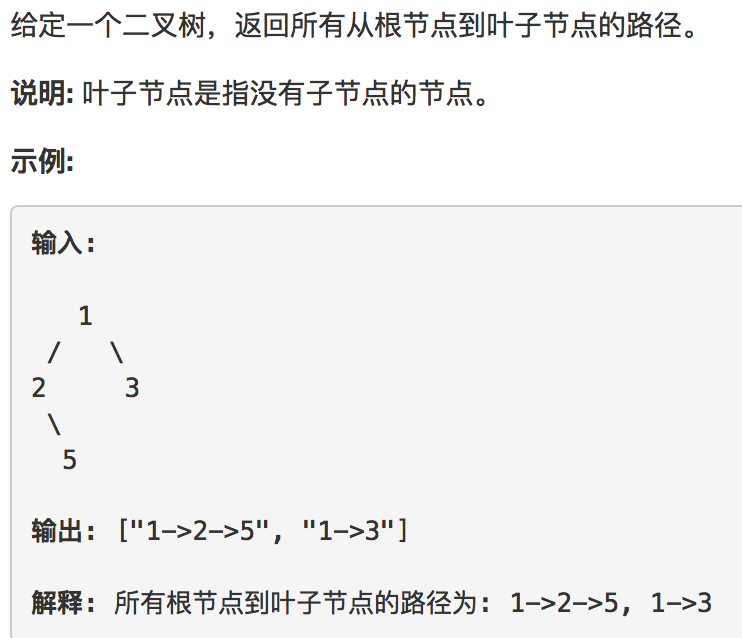 给定一个二叉树，返回所有从根节点到叶子节点的路径。
说明: 叶子节点是指没有子节点的节点。
示例:
输入:
1
/ \
2 3
\
5
输出: ["1->2->5", "1->3"]
解释: 所有根节点到叶子节点的路径为: 1->2->5, 1->3